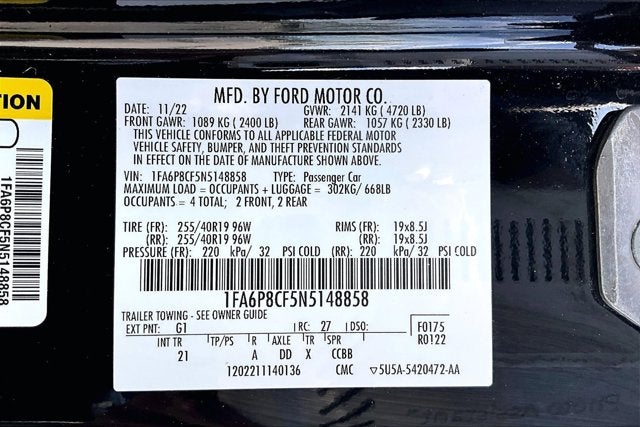 TION
1FA6P8CF5N5148858
MFD. BY FORD MOTOR CO.
DATE: 11/22 GVWR: 2141 KG ( 4720 LB)
FRONT GAWR: 1089 KG ( 2400 LB) REAR GAWR: 1057 KG ( 2330 LB)
THIS VEHICLE CONFORMS TO ALL APPLICABLE FEDERAL MOTOR
VEHICLE SAFETY, BUMPER, AND THEFT PREVENTION STANDARDS
IN EFFECT ON THE DATE OF MANUFACTURE SHOWN ABOVE.
VIN: 1FA6P8CF5N5148858 TYPE: Passenger Car
MAXIMUM LOAD = OCCUPANTS + LUGGAGE = 302KG/ 668LB
OCCUPANTS = 4 TOTAL; 2 FRONT, 2 REAR
TIRE (FR): 255/40R19 96W RIMS (FR): 19x8.5J
(RR): 255/40R19 96W (RR): 19x8.5J
PRESSURE (FR): 220 kPa/ 32 PSI COLD (RR): 220 kPa/ 32 PSI COLD
1FA6P8CF5N5148858
TRAILER TOWING - SEE OWNER GUIDE
EXT PNT: G1 RC: 27 DSO: F0175
R0122
INT TR TP/PS R AXLE TR SPR
21 A DD X CCBB
1202211140136 CMC 5U5A-5420472-AA